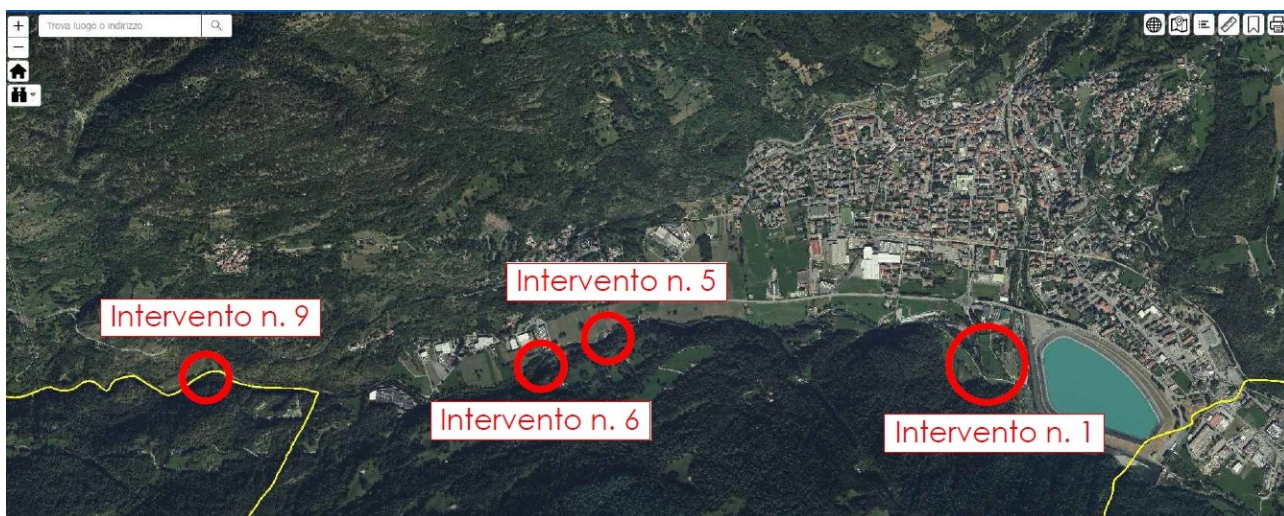 Trova luogo o indirizzo
Intervento n. 5
Intervento n. 9
Intervento n. 6
Intervento n. 1